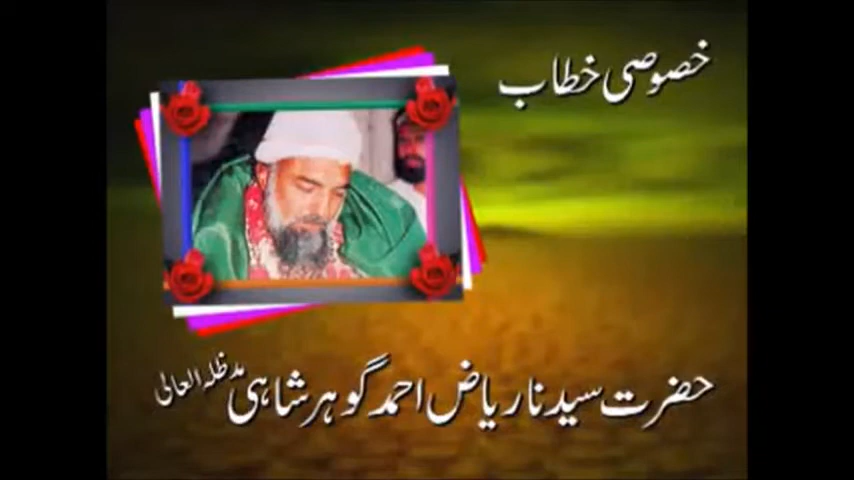 خصوصی خطاب
حضرت سیدنا ریاض احمد گوہر شاہی مدظلہ العالی